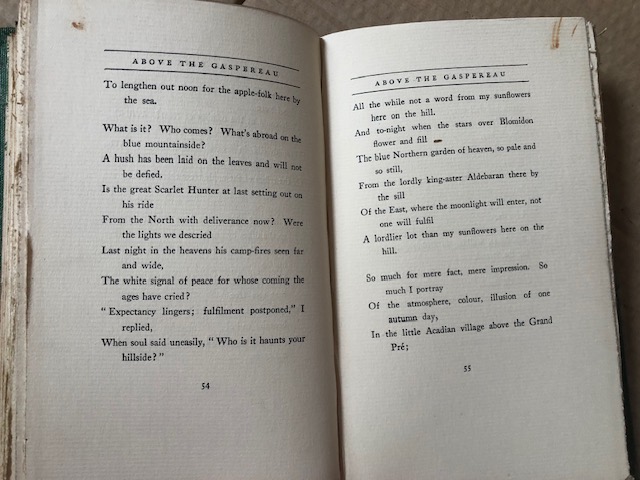 ABOVE THE GASPEREAU
To lengthen out noon for the apple-folk here by
the sea.
What is it? Who comes? What's abroad on the
blue mountainside?
A hush has been laid on the leaves and will not
be defied.
Is the great Scarlet Hunter at last setting out on
his ride
From the North with deliverance now? Were
the lights we descried
Last night in the heavens his camp-fires seen far
and wide,
The white signal of peace for whose coming the
ages have cried?
“Expectancy lingers; fulfilment postponed,” I
replied,
When soul said uneasily, “Who is it haunts your
hillside?”
54
ABOVE THE GASPEREAU
All the while not a word from my sunflowers
here on the hill.
And to-night when the stars over Blomidon
flower and fill
The blue Northern garden of heaven, so pale and
so still,
From the lordly king-aster Aldebaran there by
the sill
Of the East, where the moonlight will enter, not
one will fulfil
A lordlier lot than my sunflowers here on the
hill.
So much for mere fact, mere impression. So
much I portray
Of the atmosphere, colour, illusion of one
autumn day,
In the little Acadian village above the Grand
Pré;
55